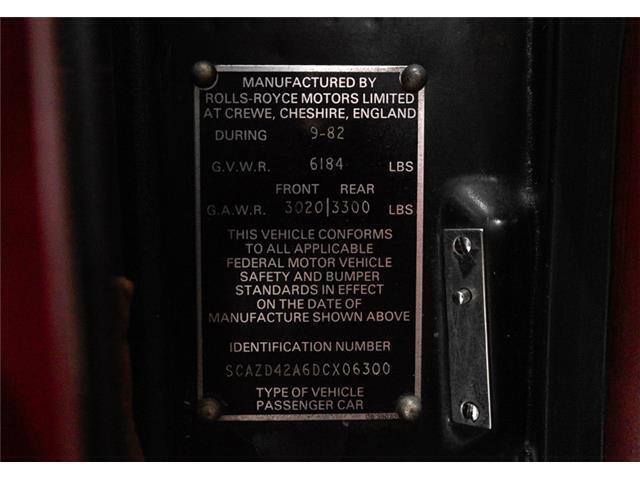 MANUFACTURED BY
ROLLS-ROYCE MOTORS LIMITED
AT CREWE, CHESHIRE, ENGLAND
DURING 9-82
G.V.W.R. 6184 LBS
FRONT REAR
G.A.W.R. 3020|3300 LBS
THIS VEHICLE CONFORMS
TO ALL APPLICABLE
FEDERAL MOTOR VEHICLE
SAFETY AND BUMPER
STANDARDS IN EFFECT
ON THE DATE OF
MANUFACTURE SHOWN ABOVE
IDENTIFICATION NUMBER
SCAZD42A6DCX06300
TYPE OF VEHICLE
PASSENGER CAR